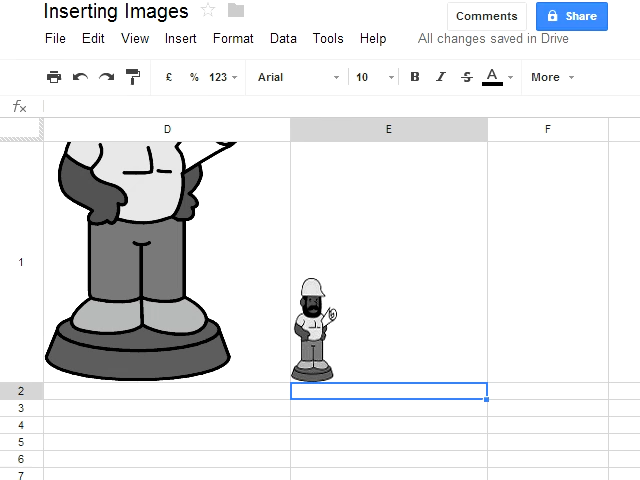 Inserting Images
Comments
Share
File Edit View Insert Format Data Tools Help All changes saved in Drive
£ % 123 Arial 10 B I S A More
fx
D E F
1
2
3
4
5
6
7